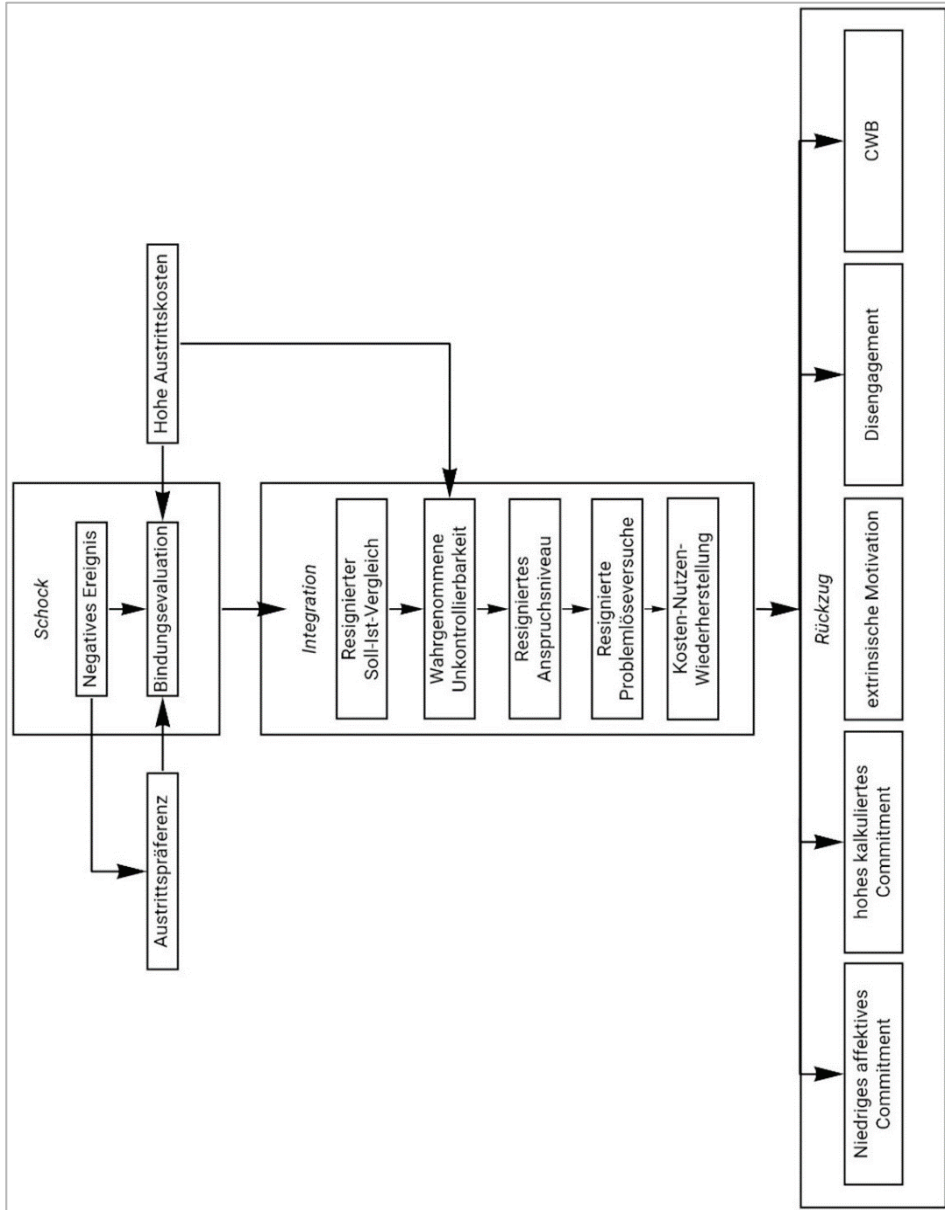 Schock
Negatives Ereignis
Austrittspräferenz
Bindungsevaluation
Hohe Austrittskosten
Integration
Resignierter
Soll-Ist-Vergleich
Wahrgenommene
Unkontrollierbarkeit
Resigniertes
Anspruchsniveau
Resignierte
Problemlöseversuche
Kosten-Nutzen-
Wiederherstellung
Rückzug
Niedriges affektives
Commitment
hohes kalkuliertes
Commitment
extrinsische Motivation
Disengagement
CWB